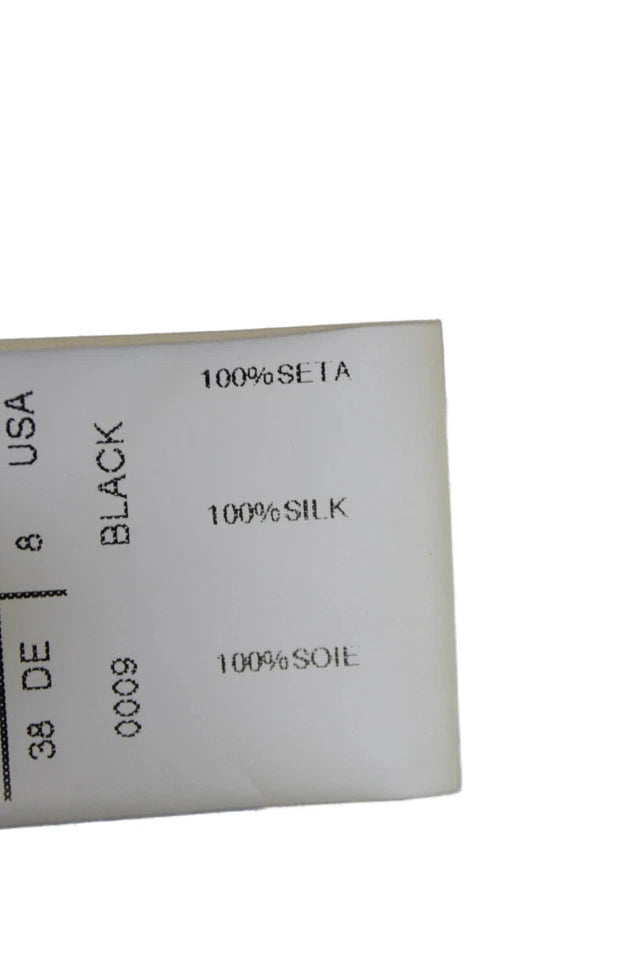 100%SETA
100%SILK
100%SOIE
38 DE 8 USA
0009 BLACK